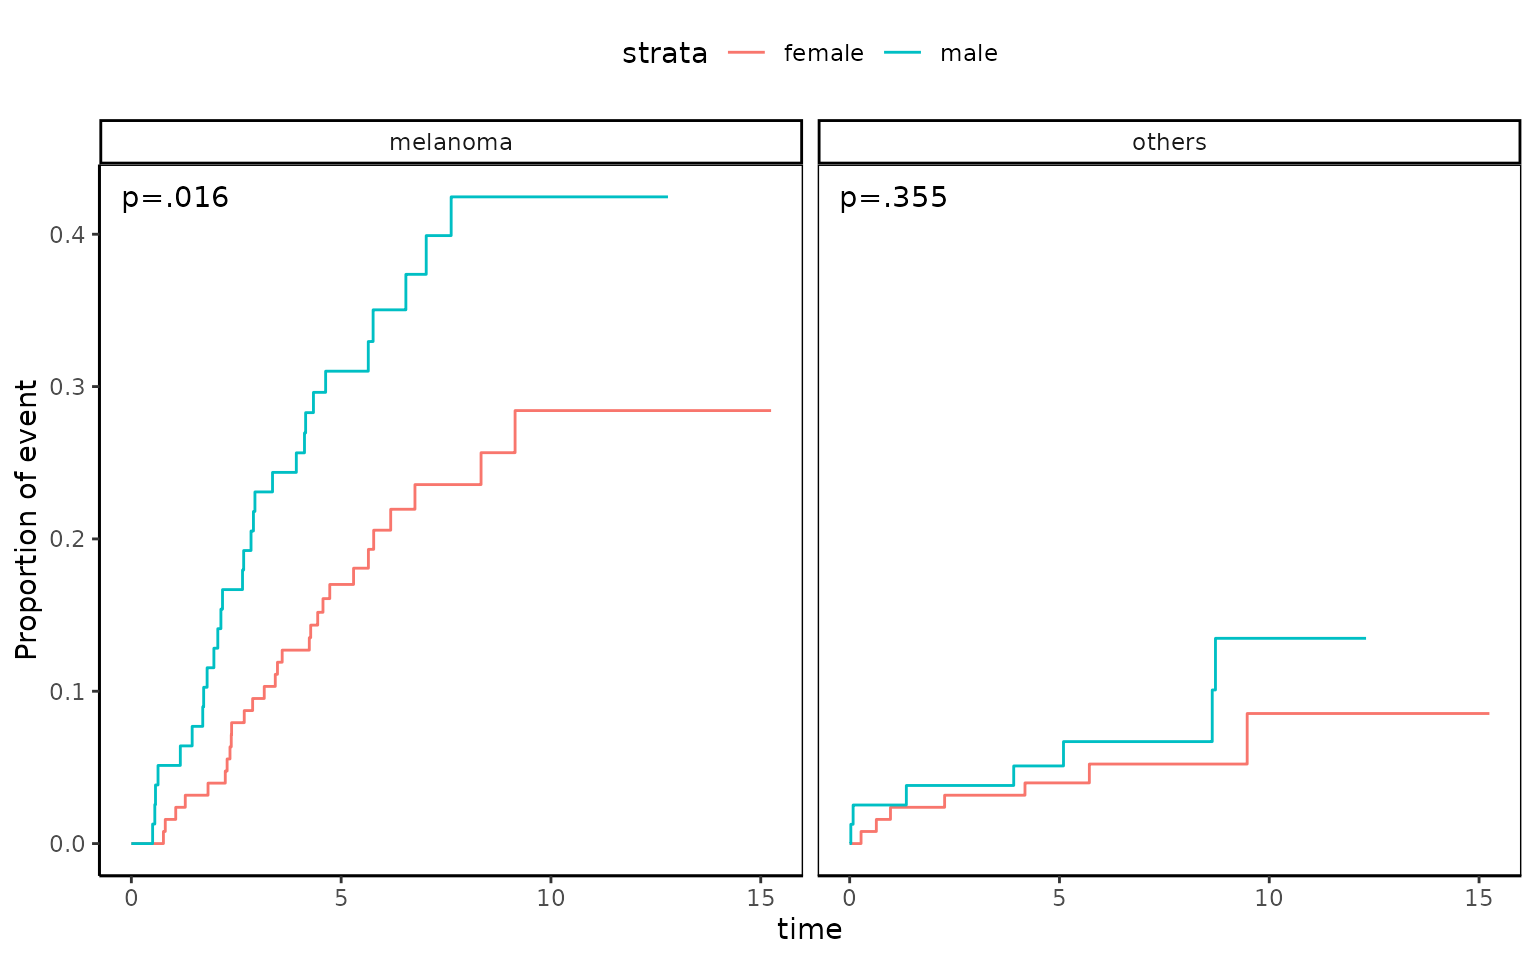 strata female male
melanoma
others
p=.016
p=.355
Proportion of event
0.4
0.3
0.2
0.1
0.0
0 5 10 15
0 5 10 15
time